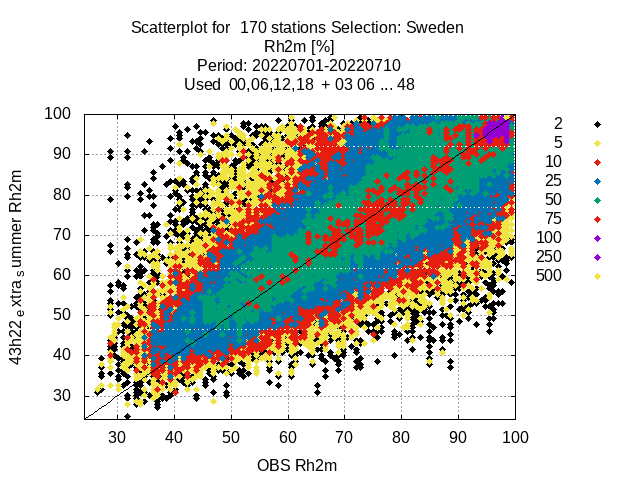 Scatterplot for 170 stations Selection: Sweden
Rh2m [%]
Period: 20220701-20220710
Used 00,06,12,18 + 03 06 ... 48
43h22 e xtra s ummer Rh2m
100
90
80
70
60
50
40
30
30 40 50 60 70 80 90 100
OBS Rh2m
2
5
10
25
50
75
100
250
500